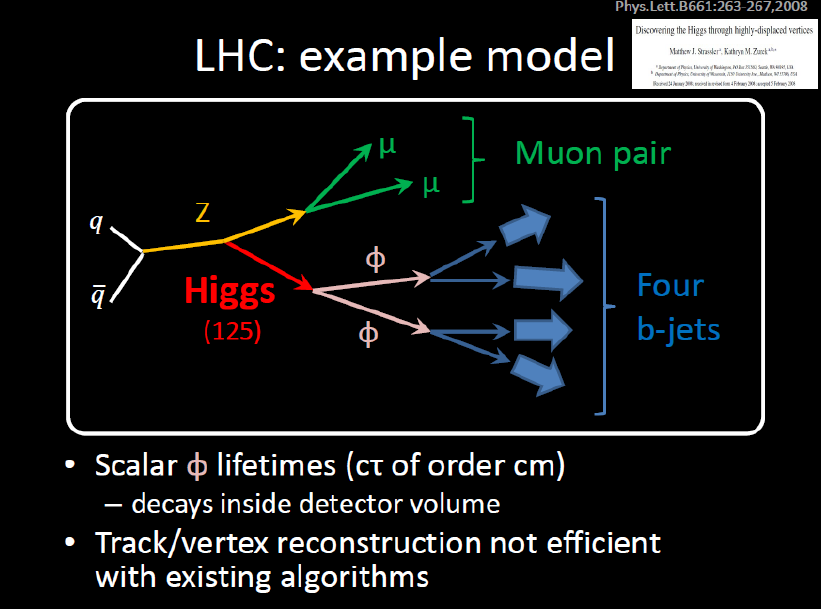 Phys.Lett.B661:263-267,2008
Discovering the Higgs through highly-displaced vertices
Matthew J. Strassler, Kathryn M. Zurek
LHC: example model
μ
μ
Muon pair
Z
q
q̅
Higgs
(125)
ϕ
ϕ
Four
b-jets
• Scalar ϕ lifetimes (cτ of order cm)
– decays inside detector volume
• Track/vertex reconstruction not efficient
with existing algorithms